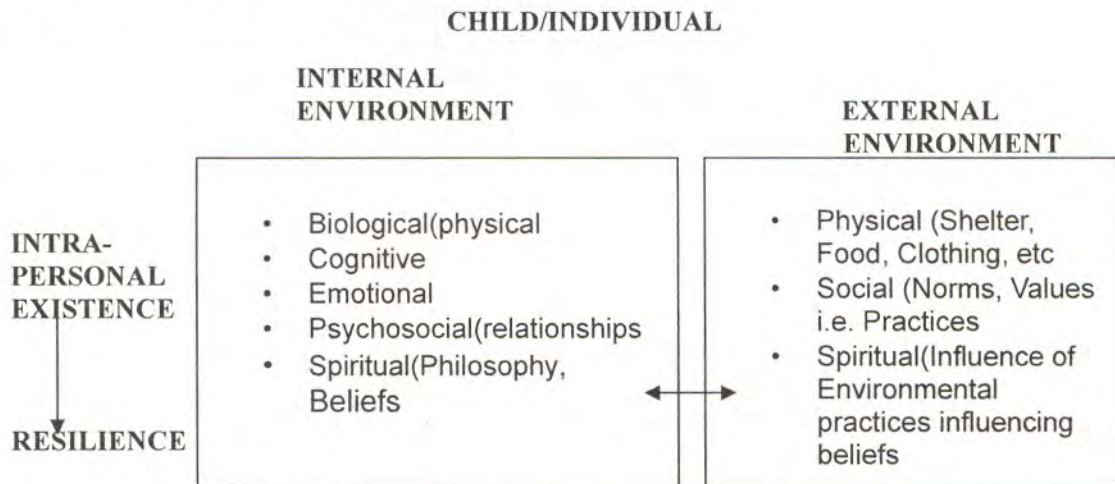 CHILD/INDIVIDUAL
INTERNAL
ENVIRONMENT
EXTERNAL
ENVIRONMENT
INTRA-
PERSONAL
EXISTENCE
RESILIENCE
• Biological(physical
• Cognitive
• Emotional
• Psychosocial(relationships
• Spiritual(Philosophy,
Beliefs
• Physical (Shelter,
Food, Clothing, etc
• Social (Norms, Values
i.e. Practices
• Spiritual(Influence of
Environmental
practices influencing
beliefs